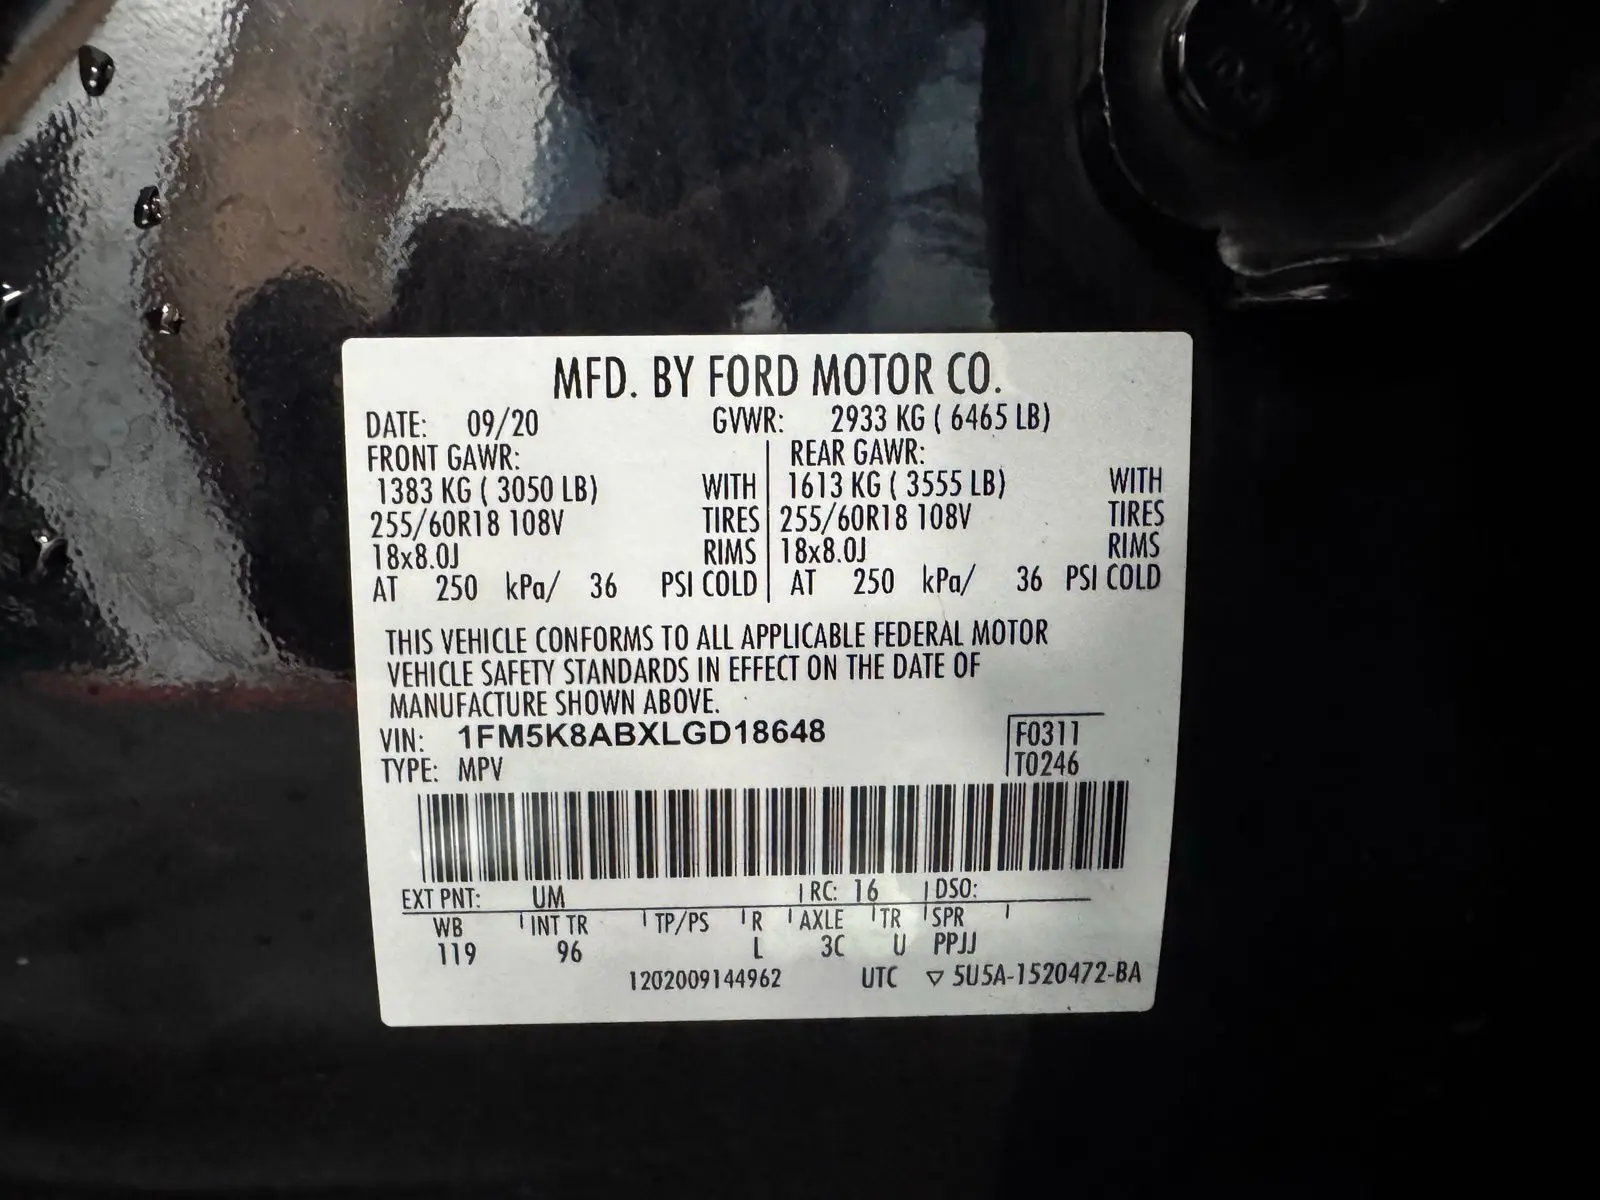 MFD. BY FORD MOTOR CO.
DATE: 09/20 GVWR: 2933 KG ( 6465 LB)
FRONT GAWR: REAR GAWR:
1383 KG ( 3050 LB) WITH 1613 KG ( 3555 LB) WITH
255/60R18 108V TIRES 255/60R18 108V TIRES
18x8.0J RIMS 18x8.0J RIMS
AT 250 kPa/ 36 PSI COLD AT 250 kPa/ 36 PSI COLD
THIS VEHICLE CONFORMS TO ALL APPLICABLE FEDERAL MOTOR
VEHICLE SAFETY STANDARDS IN EFFECT ON THE DATE OF
MANUFACTURE SHOWN ABOVE.
VIN: 1FM5K8ABXLGD18648 F0311
TYPE: MPV T0246
EXT PNT: UM RC: 16 DSO:
WB INT TR TP/PS R AXLE TR SPR
119 96 L 3C U PPJJ
1202009144962 UTC ▽ 5U5A-1520472-BA